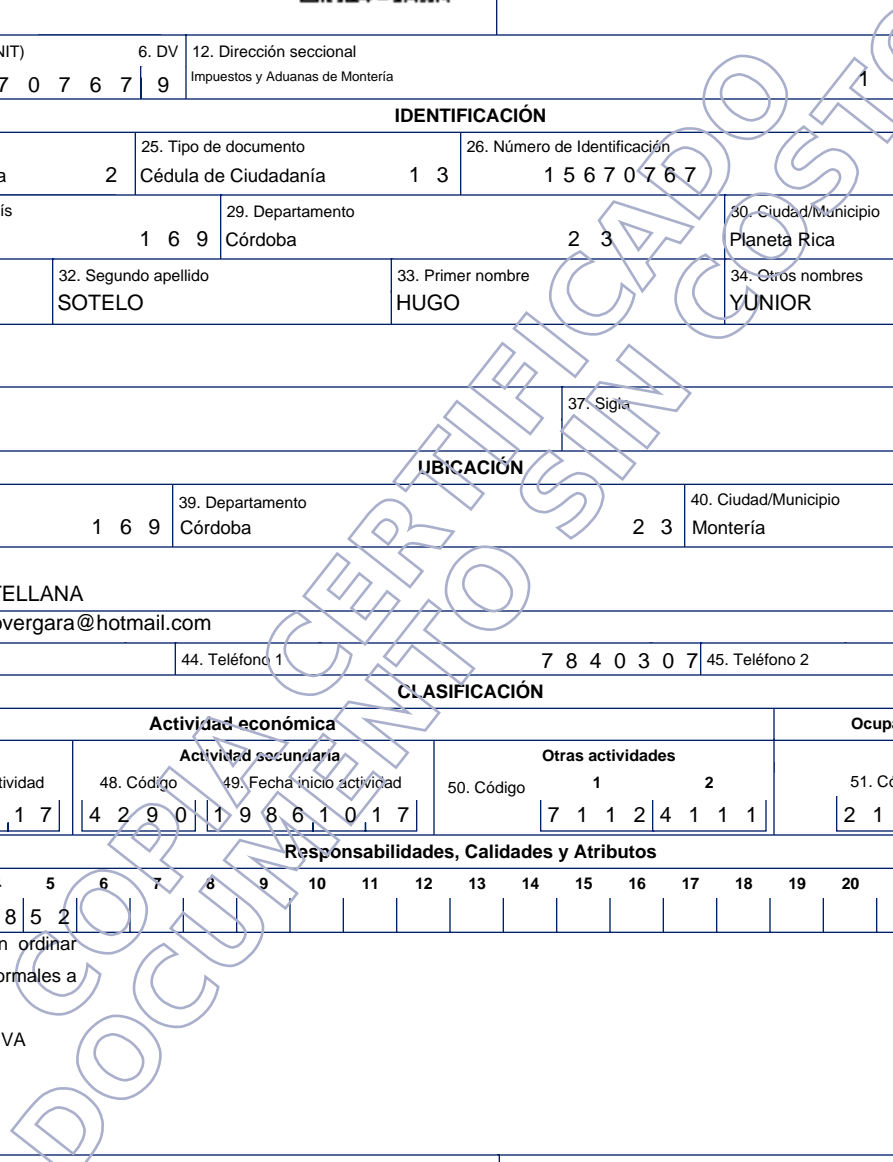 NIT) 6. DV 12. Dirección seccional
7 0 7 6 7 9 Impuestos y Aduanas de Montería 1
IDENTIFICACIÓN
25. Tipo de documento 26. Número de Identificación
a 2 Cédula de Ciudadanía 1 3 1 5 6 7 0 7 6 7
ís 29. Departamento 30. Ciudad/Municipio
1 6 9 Córdoba 2 3 Planeta Rica
32. Segundo apellido 33. Primer nombre 34. Otros nombres
SOTELO HUGO YUNIOR
37. Sigla
UBICACIÓN
39. Departamento 40. Ciudad/Municipio
1 6 9 Córdoba 2 3 Montería
TELLANA
overgara@hotmail.com
44. Teléfono 1 7 8 4 0 3 0 7 45. Teléfono 2
CLASIFICACIÓN
Actividad económica Ocupa
Actividad secundaria Otras actividades
tividad 48. Código 49. Fecha inicio actividad 50. Código 1 2 51. Có
1 7 4 2 9 0 1 9 8 6 1 0 1 7 7 1 1 2 4 1 1 1 2 1
Responsabilidades, Calidades y Atributos
5 6 7 8 9 10 11 12 13 14 15 16 17 18 19 20
8 5 2
n ordinar
ormales a
VA
COPIA CERTIFICADO
DOCUMENTO SIN COSTO